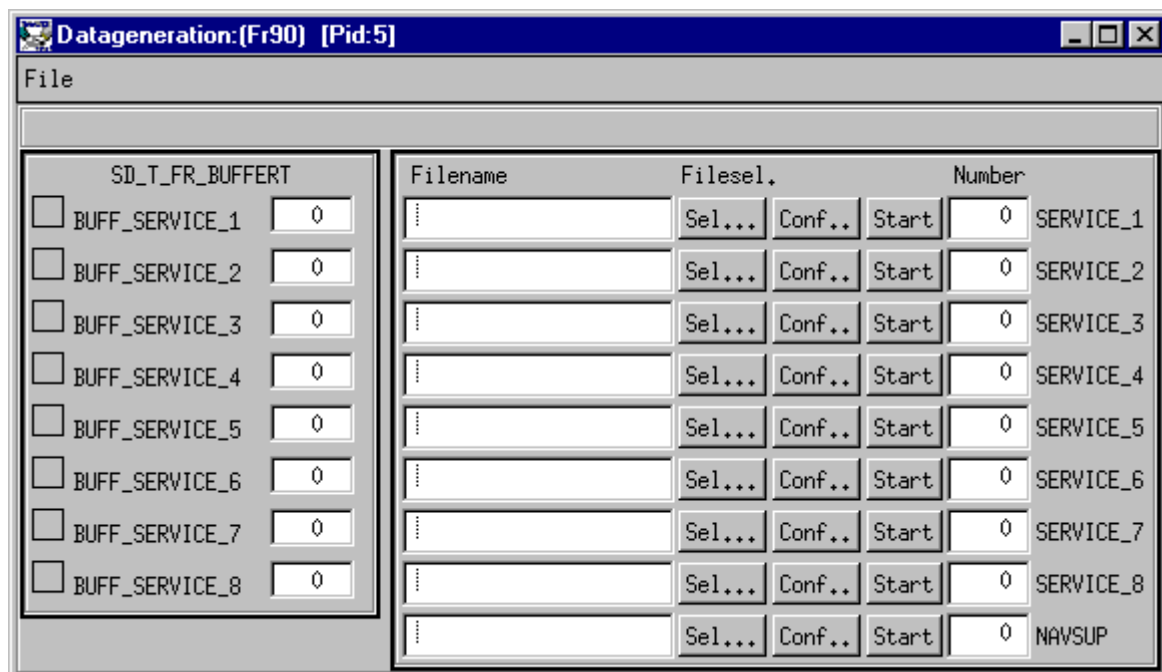 Datageneration:(Fr90) [Pid:5]
File
SD_T_FR_BUFFERT
BUFF_SERVICE_1 0
BUFF_SERVICE_2 0
BUFF_SERVICE_3 0
BUFF_SERVICE_4 0
BUFF_SERVICE_5 0
BUFF_SERVICE_6 0
BUFF_SERVICE_7 0
BUFF_SERVICE_8 0
Filename Filesel. Number
Sel... Conf.. Start 0 SERVICE_1
Sel... Conf.. Start 0 SERVICE_2
Sel... Conf.. Start 0 SERVICE_3
Sel... Conf.. Start 0 SERVICE_4
Sel... Conf.. Start 0 SERVICE_5
Sel... Conf.. Start 0 SERVICE_6
Sel... Conf.. Start 0 SERVICE_7
Sel... Conf.. Start 0 SERVICE_8
Sel... Conf.. Start 0 NAVSUP